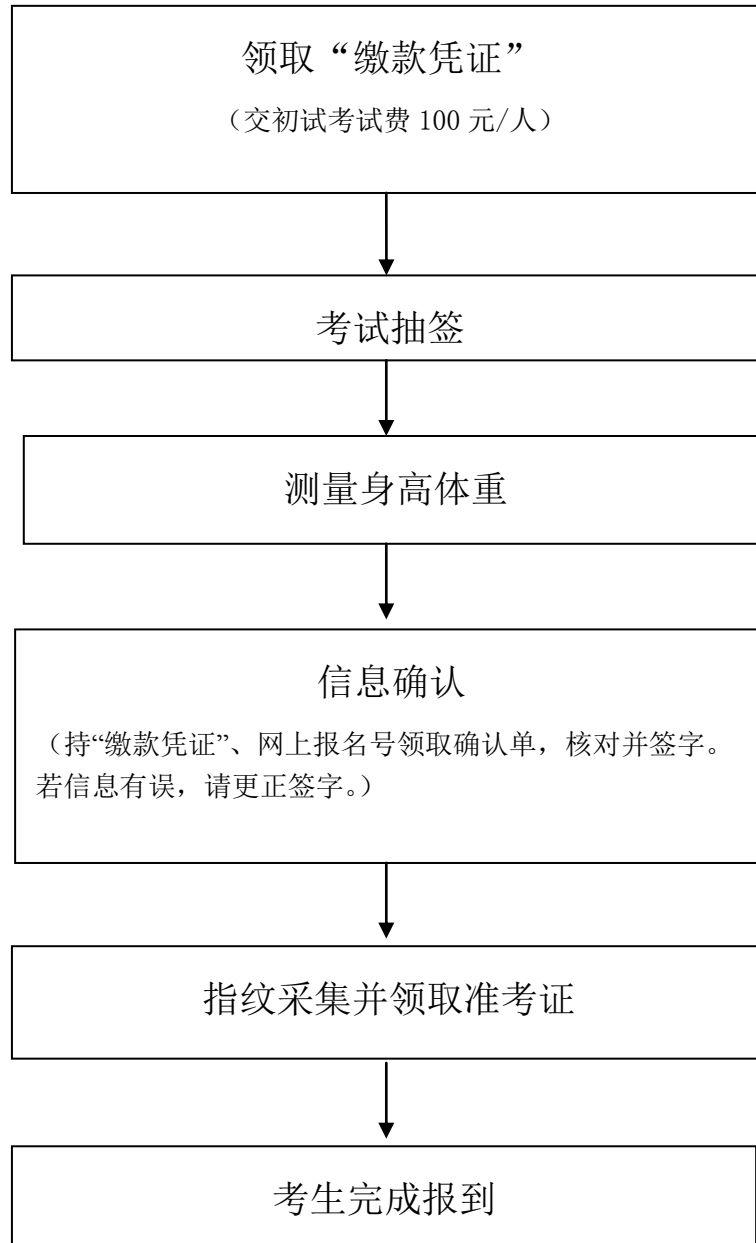 领取“缴款凭证”
（交初试考试费 100 元/人）
考试抽签
测量身高体重
信息确认
（持“缴款凭证”、网上报名号领取确认单，核对并签字。
若信息有误，请更正签字。）
指纹采集并领取准考证
考生完成报到